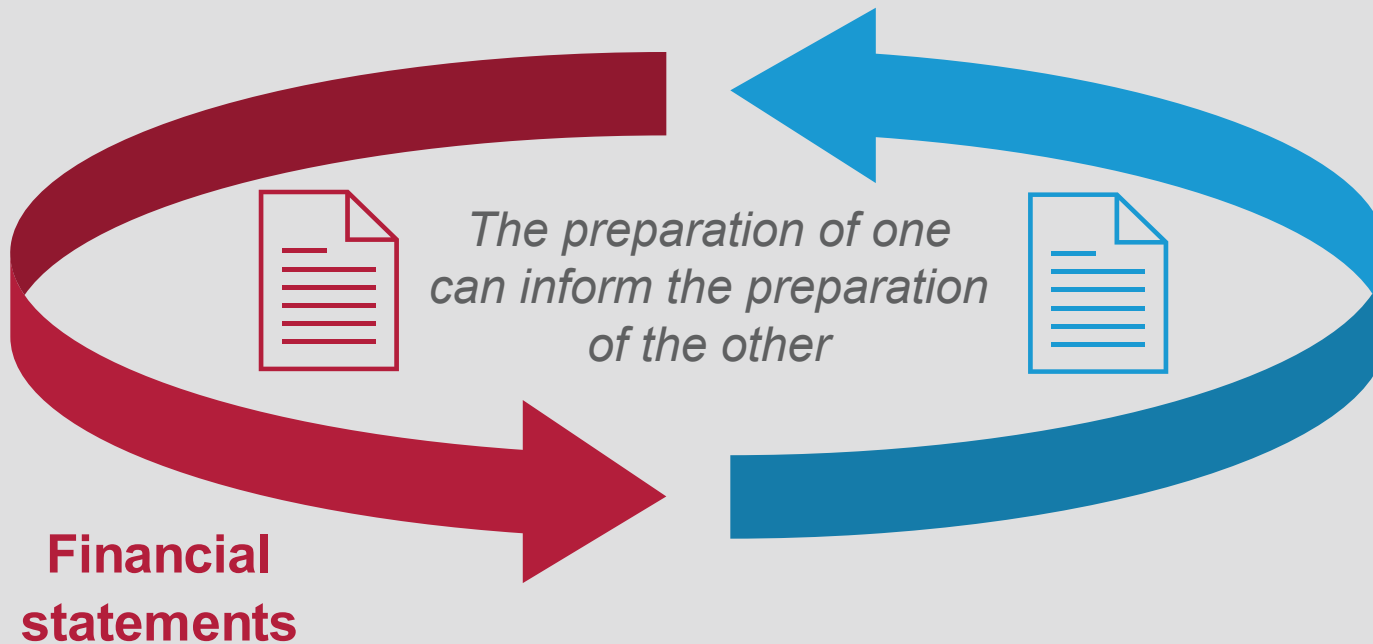 The preparation of one
can inform the preparation
of the other
Financial
statements